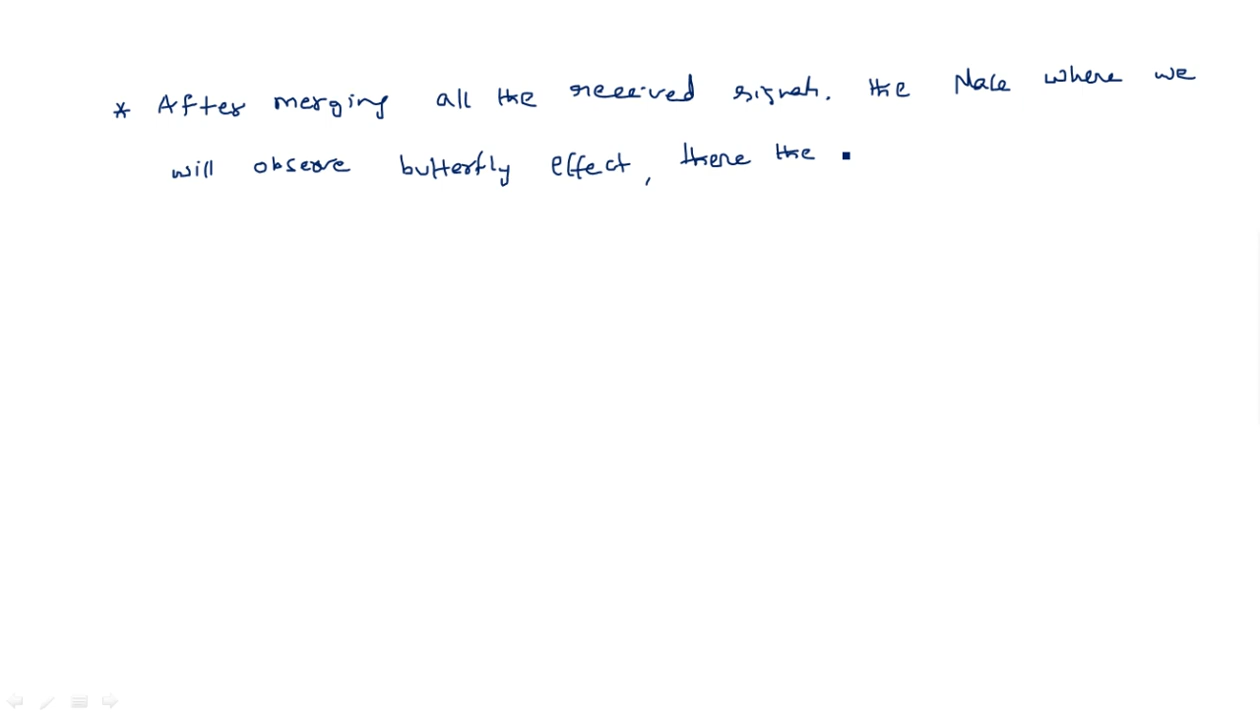 * After merging all the received signals. the place where we
will observe butterfly effect, there the